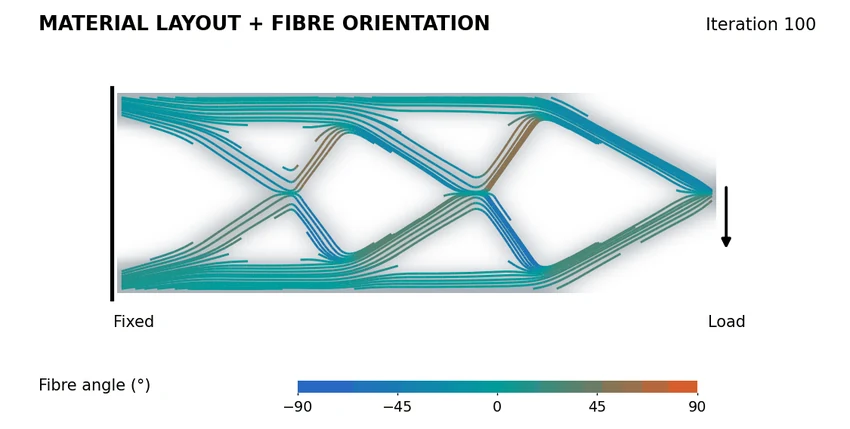 MATERIAL LAYOUT + FIBRE ORIENTATION
Iteration 100
Fixed
Load
Fibre angle (°)
−90
−45
0
45
90